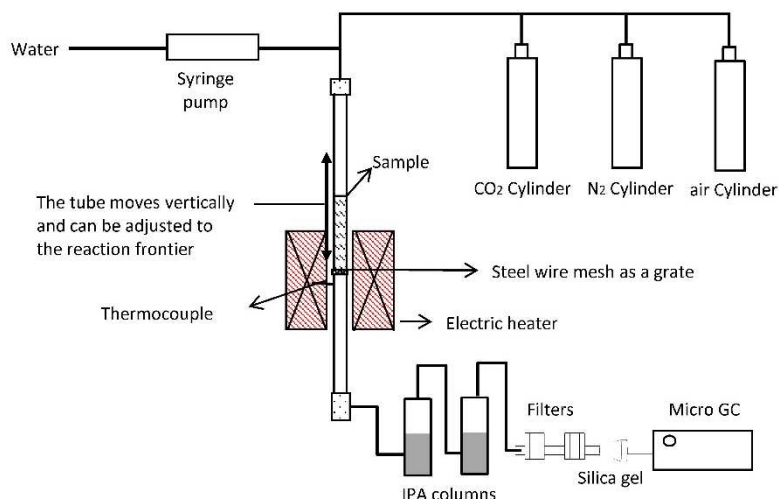 Water
Syringe
pump
Sample
CO2 Cylinder
N2 Cylinder
air Cylinder
The tube moves vertically
and can be adjusted to
the reaction frontier
Steel wire mesh as a grate
Thermocouple
Electric heater
Filters
Micro GC
Silica gel
IPA columns